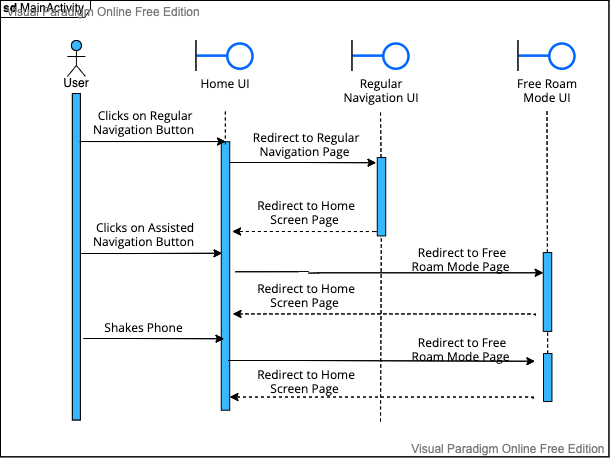 sd MainActivity
Visual Paradigm Online Free Edition
User
Home UI
Regular
Navigation UI
Free Roam
Mode UI
Clicks on Regular
Navigation Button
Redirect to Regular
Navigation Page
Redirect to Home
Screen Page
Clicks on Assisted
Navigation Button
Redirect to Free
Roam Mode Page
Redirect to Home
Screen Page
Shakes Phone
Redirect to Free
Roam Mode Page
Redirect to Home
Screen Page
Visual Paradigm Online Free Edition